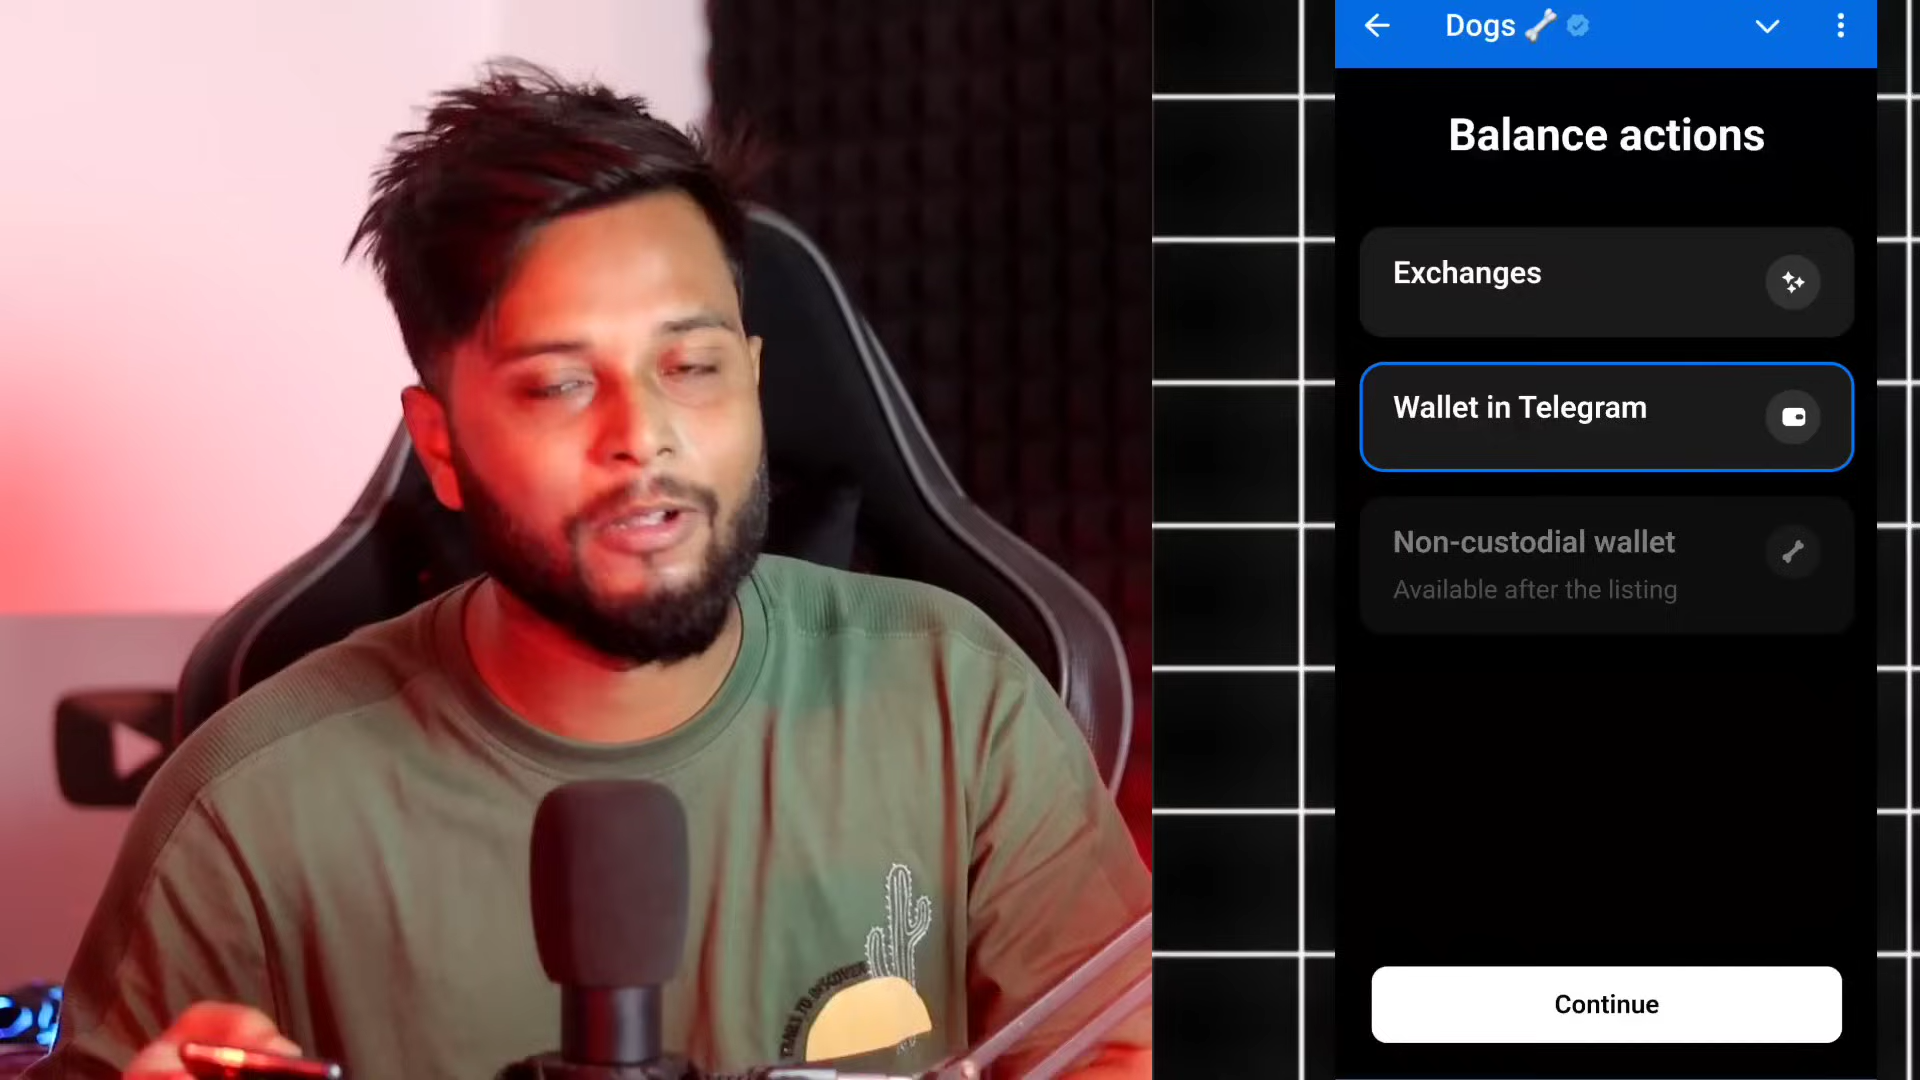 Dogs
Balance actions
Exchanges
Wallet in Telegram
Non-custodial wallet
Available after the listing
Continue